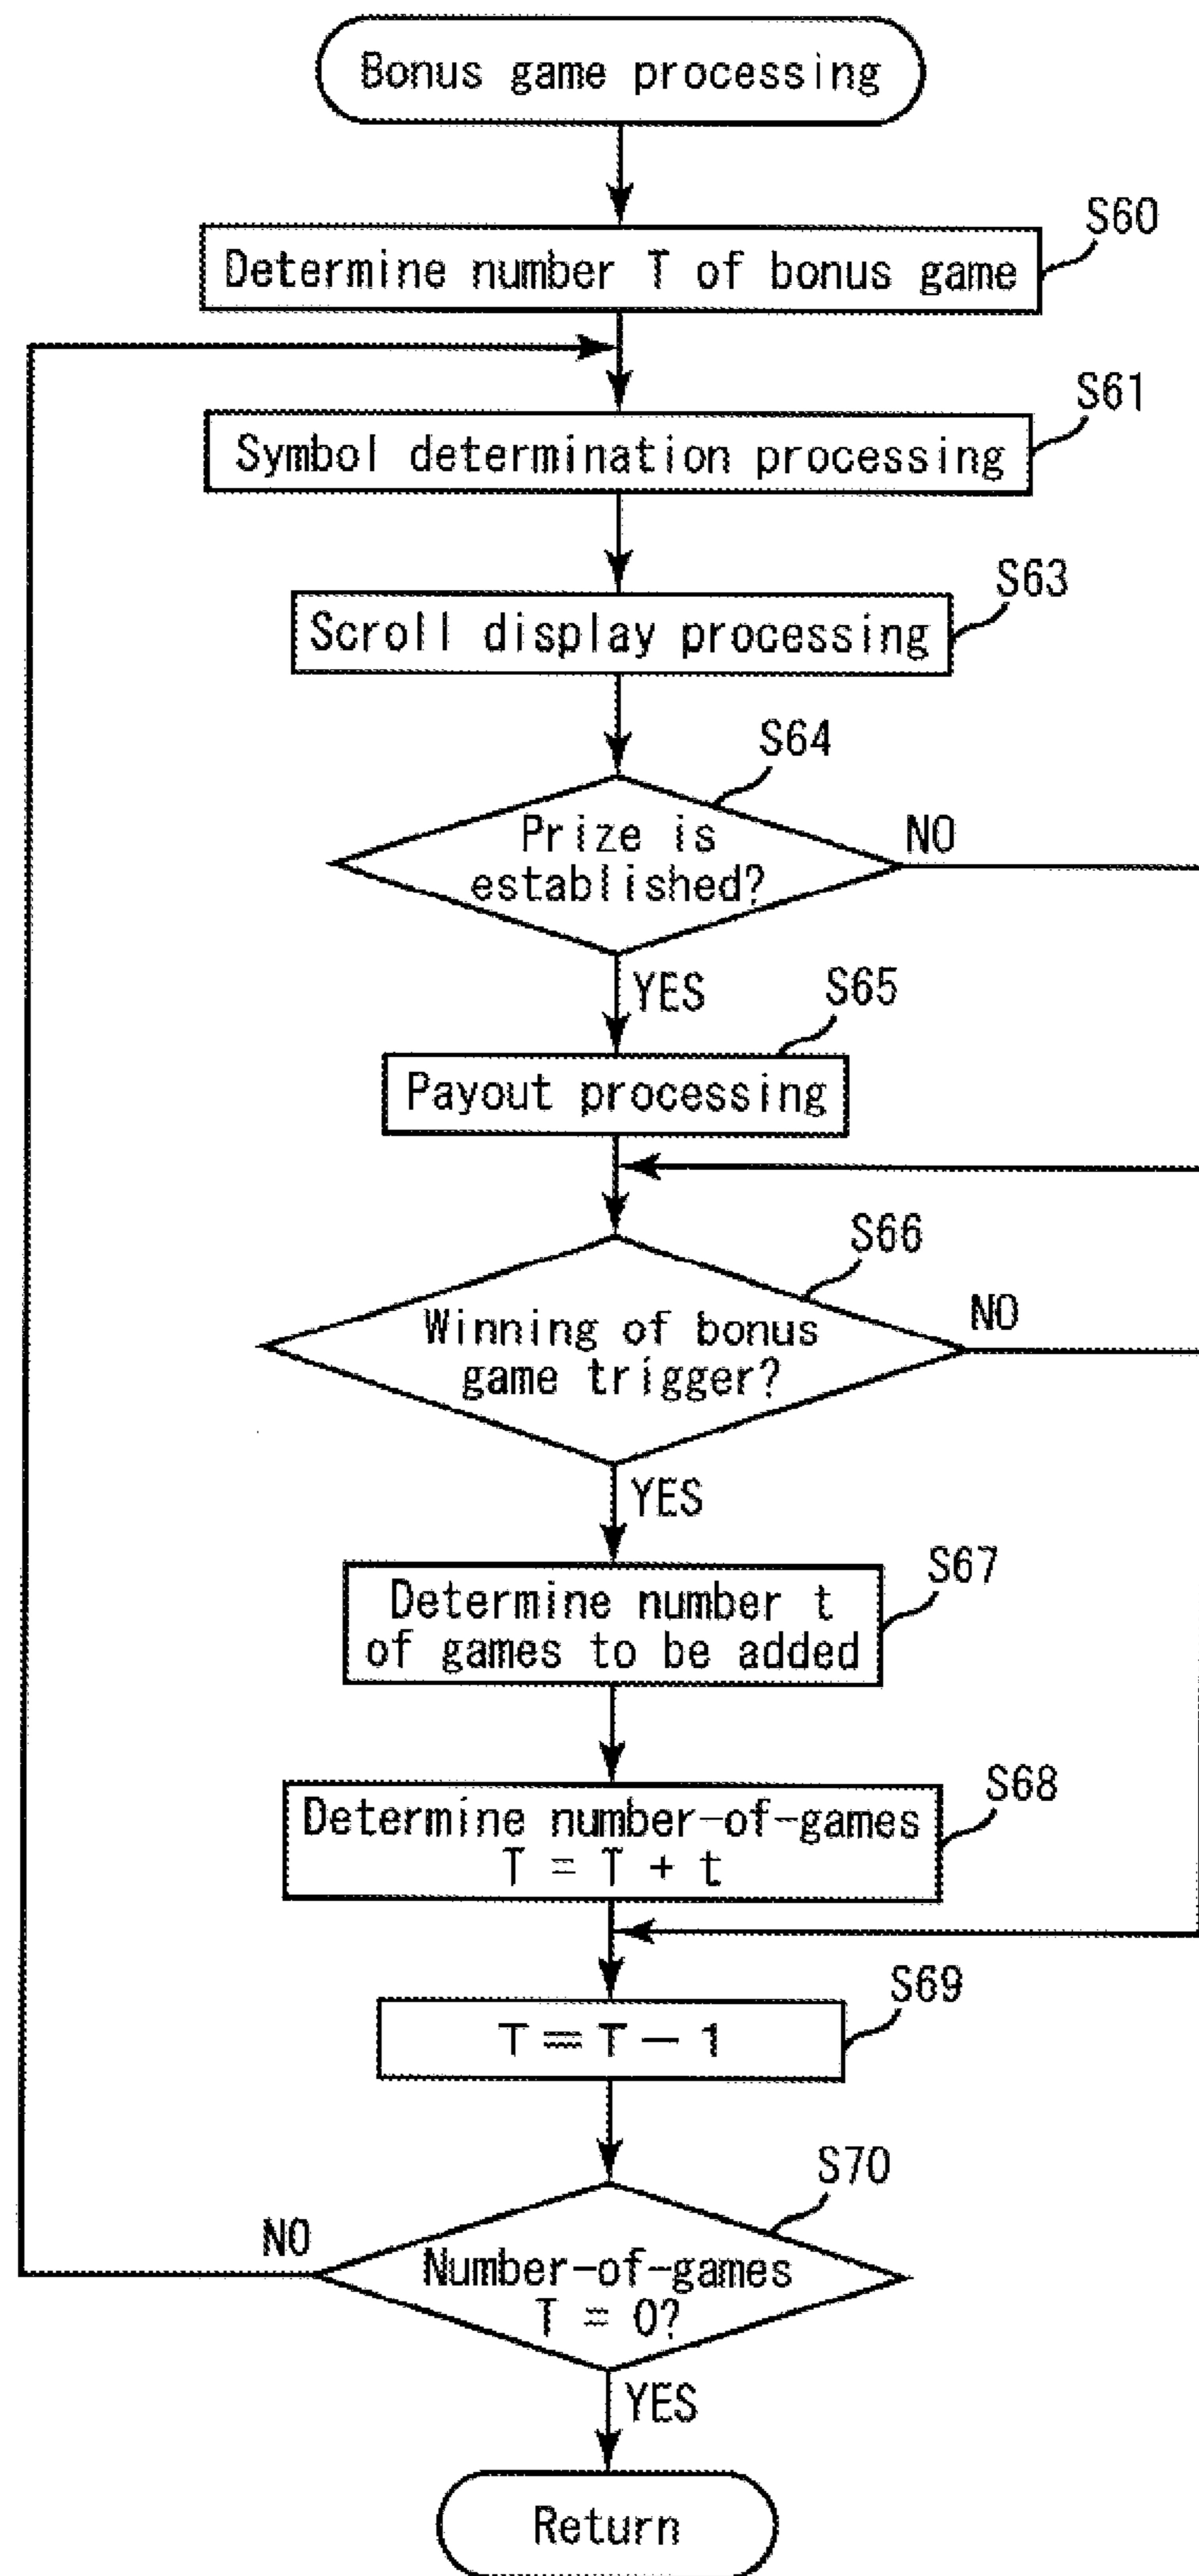 Bonus game processing
S60
Determine number T of bonus game
S61
Symbol determination processing
S63
Scroll display processing
S64
Prize is
established?
NO
YES
S65
Payout processing
S66
Winning of bonus
game trigger?
NO
YES
S67
Determine number t
of games to be added
S68
Determine number-of-games
T = T + t
S69
T = T - 1
S70
Number-of-games
T = 0?
NO
YES
Return